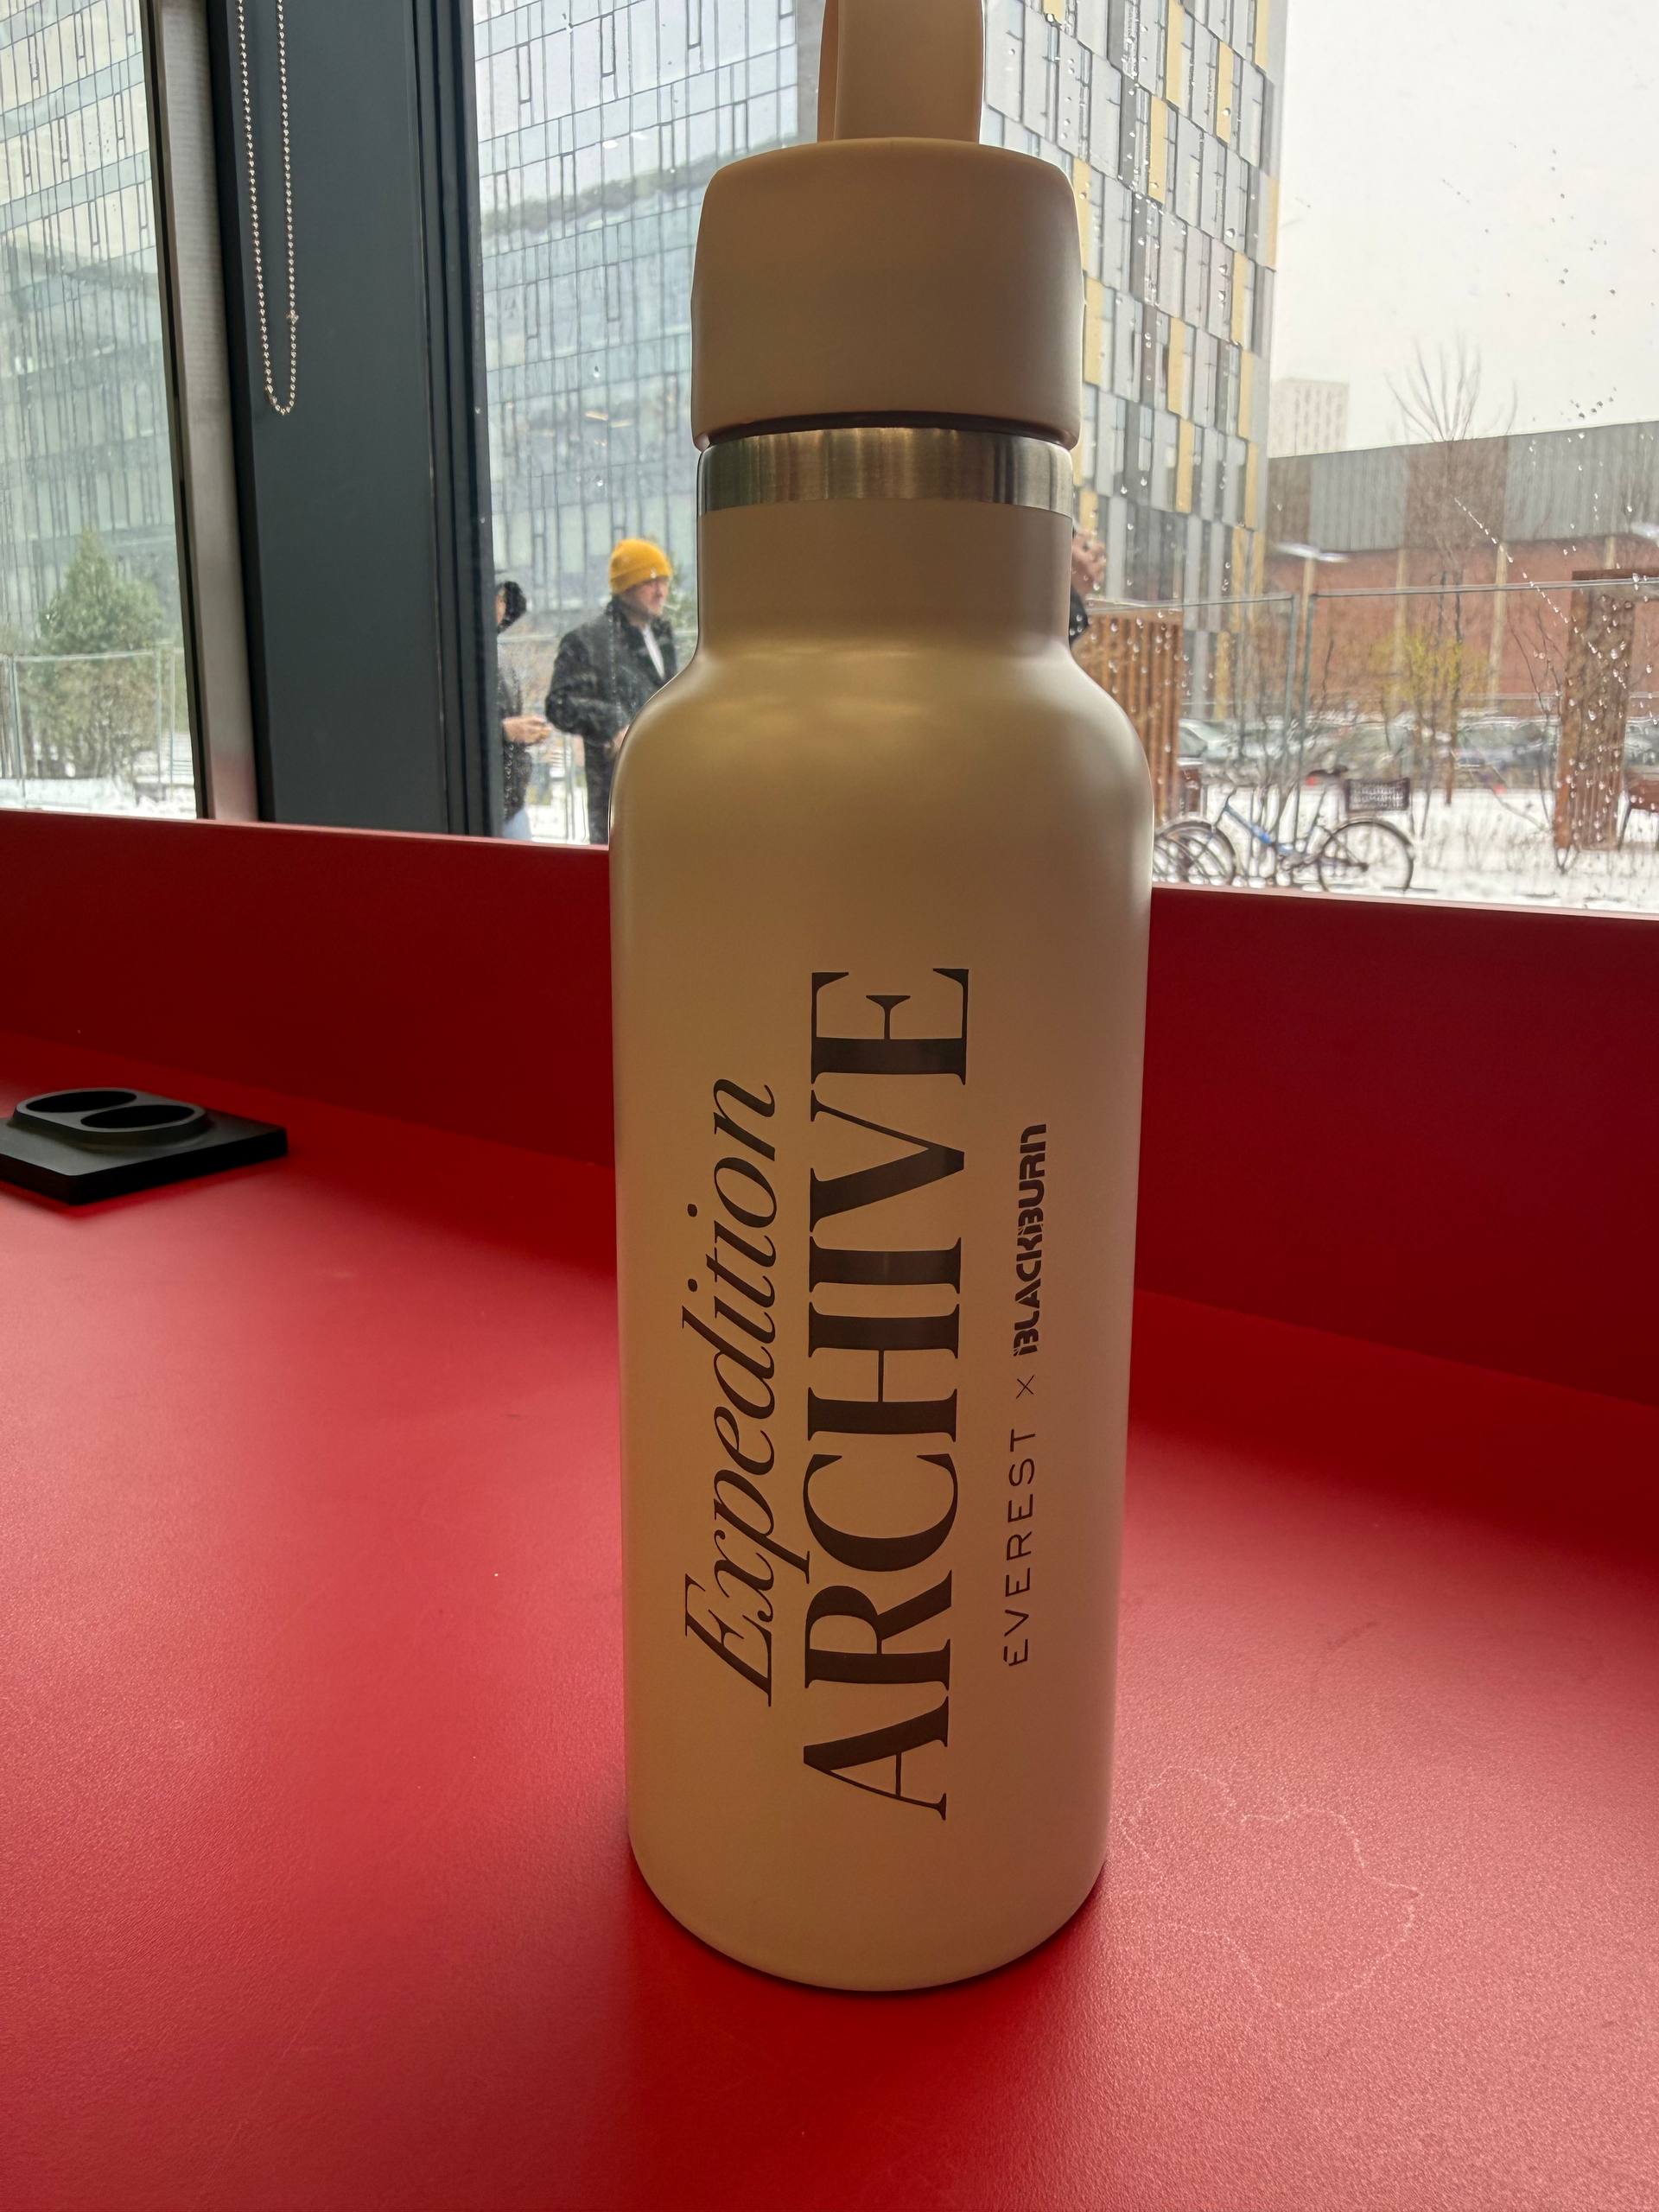 Expedition
ARCHIVE
EVEREST × BLACKBURN